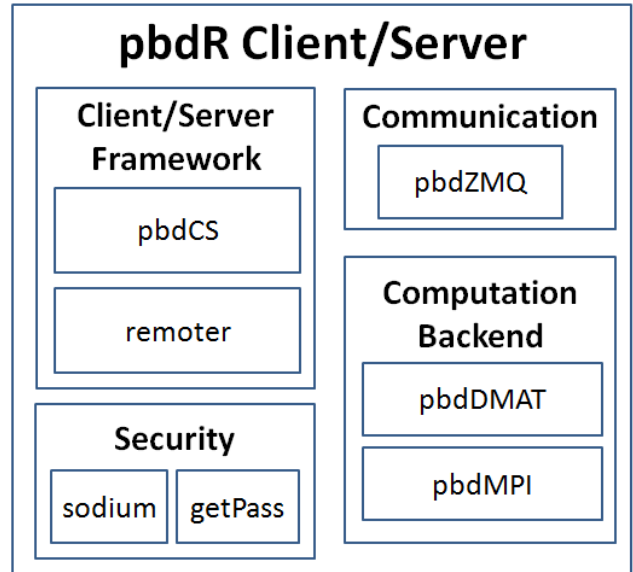 pbdR Client/Server
Client/Server
Framework
pbdCS
remoter
Security
sodium
getPass
Communication
pbdZMQ
Computation
Backend
pbdDMAT
pbdMPI